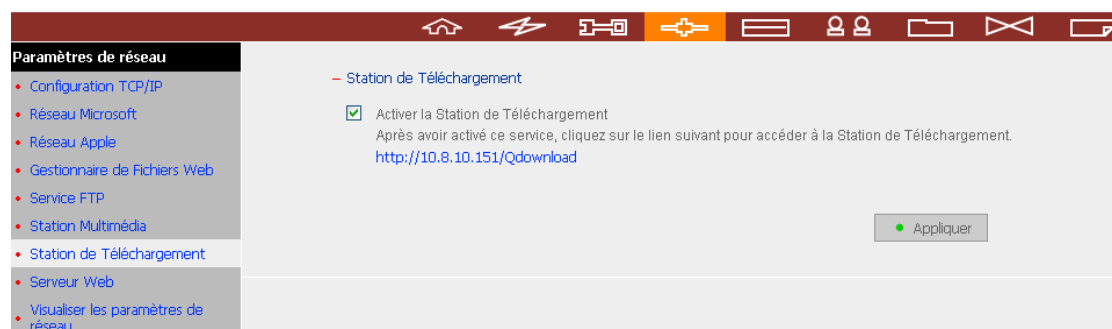 Paramètres de réseau
Configuration TCP/IP
Réseau Microsoft
Réseau Apple
Gestionnaire de Fichiers Web
Service FTP
Station Multimédia
Station de Téléchargement
Serveur Web
Visualiser les paramètres de
réseau
– Station de Téléchargement
Activer la Station de Téléchargement
Après avoir activé ce service, cliquez sur le lien suivant pour accéder à la Station de Téléchargement.
http://10.8.10.151/Qdownload
Appliquer